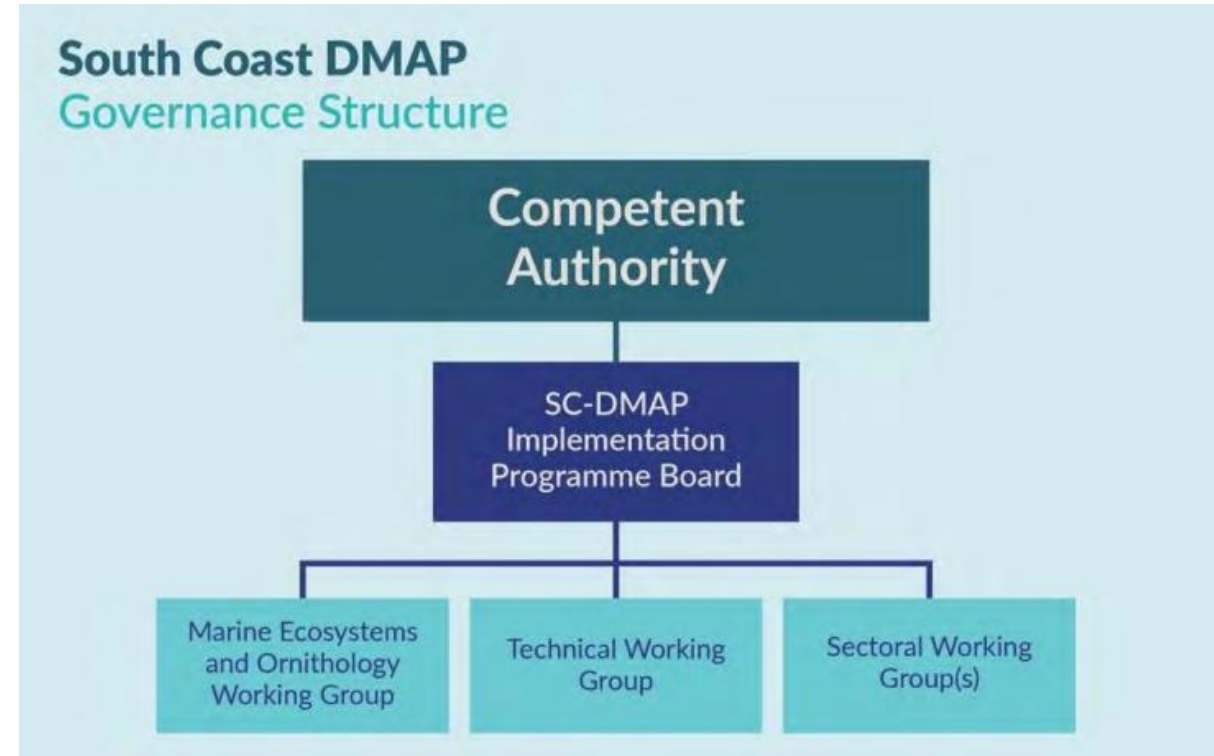 South Coast DMAP
Governance Structure
Competent
Authority
SC-DMAP
Implementation
Programme Board
Marine Ecosystems
and Ornithology
Working Group
Technical Working
Group
Sectoral Working
Group(s)